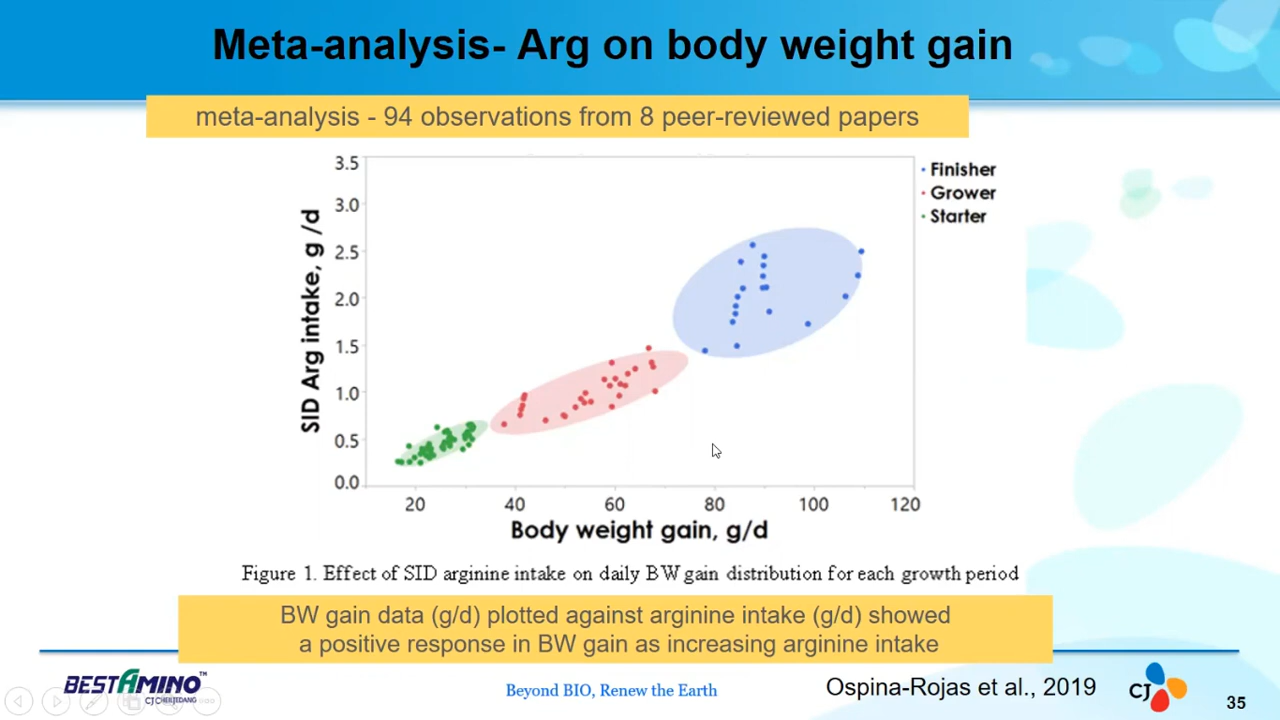 Meta-analysis- Arg on body weight gain
meta-analysis - 94 observations from 8 peer-reviewed papers
3.5
3.0
2.5
2.0
1.5
1.0
0.5
0.0
SID Arg intake, g /d
Finisher
Grower
Starter
20 40 60 80 100 120
Body weight gain, g/d
Figure 1. Effect of SID arginine intake on daily BW gain distribution for each growth period
BW gain data (g/d) plotted against arginine intake (g/d) showed
a positive response in BW gain as increasing arginine intake
BESTAMINO™
CJ CHEILJEDANG
Beyond BIO, Renew the Earth
Ospina-Rojas et al., 2019
CJ
35